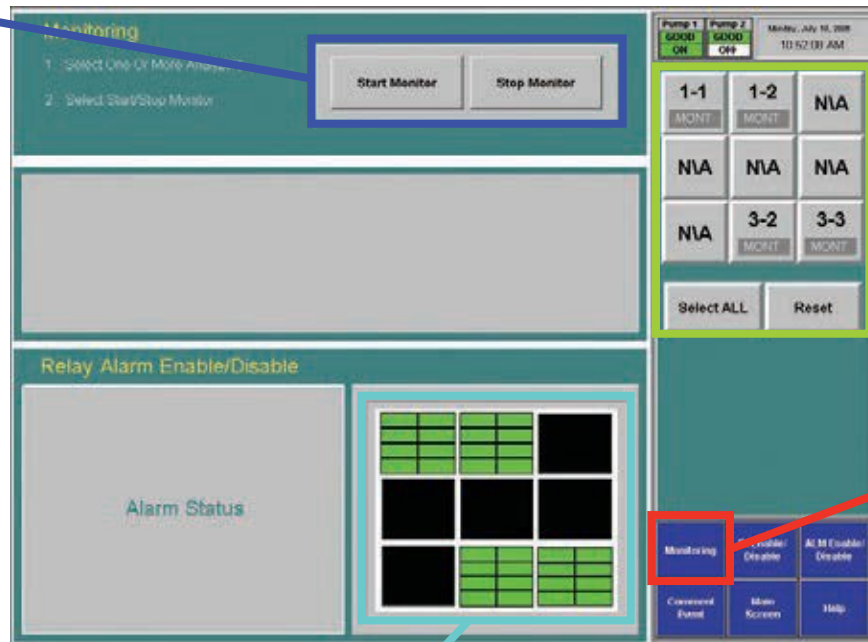 Monitoring
1 Select One Or More
2 Select Start/Stop Monitor
Start Monitor
Stop Monitor
Relay Alarm Enable/Disable
Alarm Status
Pump 1
Pump 2
GOOD
GOOD
ON
OFF
Monday, July 10,
10:52:08 AM
1-1
MONT
1-2
MONT
N\A
N\A
N\A
N\A
N\A
3-2
MONT
3-3
MONT
Select ALL
Reset
Monitoring
Disable
ALM Enable/
Disable
Comment
Event
Main
Screen
Help